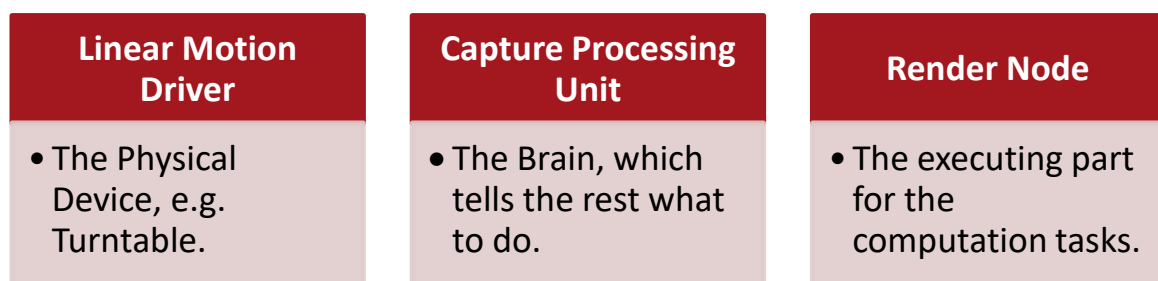 Linear Motion
Driver
• The Physical
Device, e.g.
Turntable.
Capture Processing
Unit
• The Brain, which
tells the rest what
to do.
Render Node
• The executing part
for the
computation tasks.